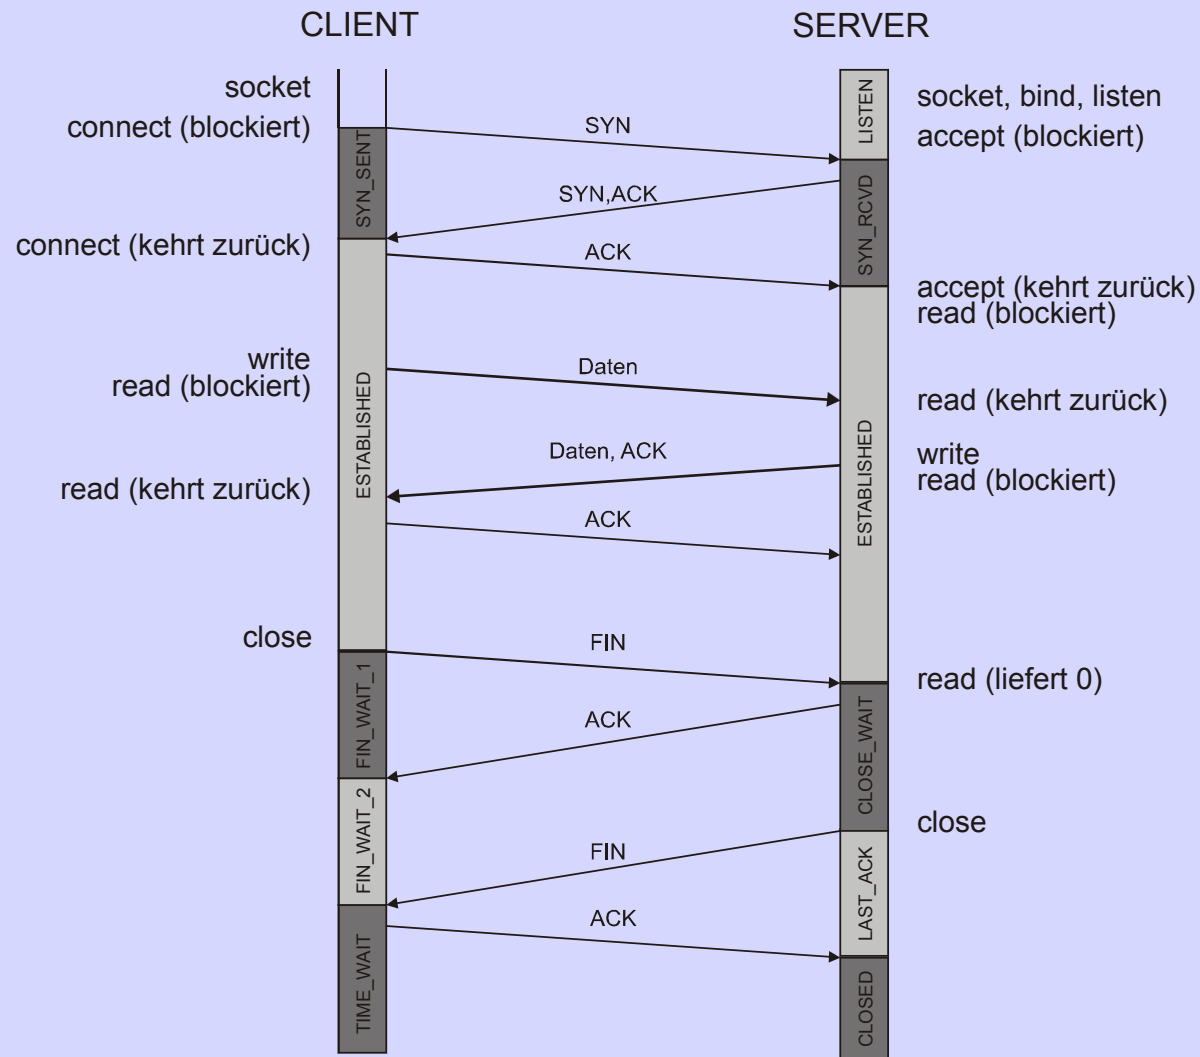 CLIENT
SERVER
socket
connect (blockiert)
SYN
LISTEN
socket, bind, listen
accept (blockiert)
SYN_SENT
SYN,ACK
SYN_RCVD
connect (kehrt zurück)
ACK
accept (kehrt zurück)
read (blockiert)
write
read (blockiert)
Daten
read (kehrt zurück)
ESTABLISHED
ESTABLISHED
Daten, ACK
write
read (blockiert)
read (kehrt zurück)
ACK
close
FIN
read (liefert 0)
FIN_WAIT_1
ACK
CLOSE_WAIT
FIN_WAIT_2
close
FIN
LAST_ACK
ACK
TIME_WAIT
CLOSED